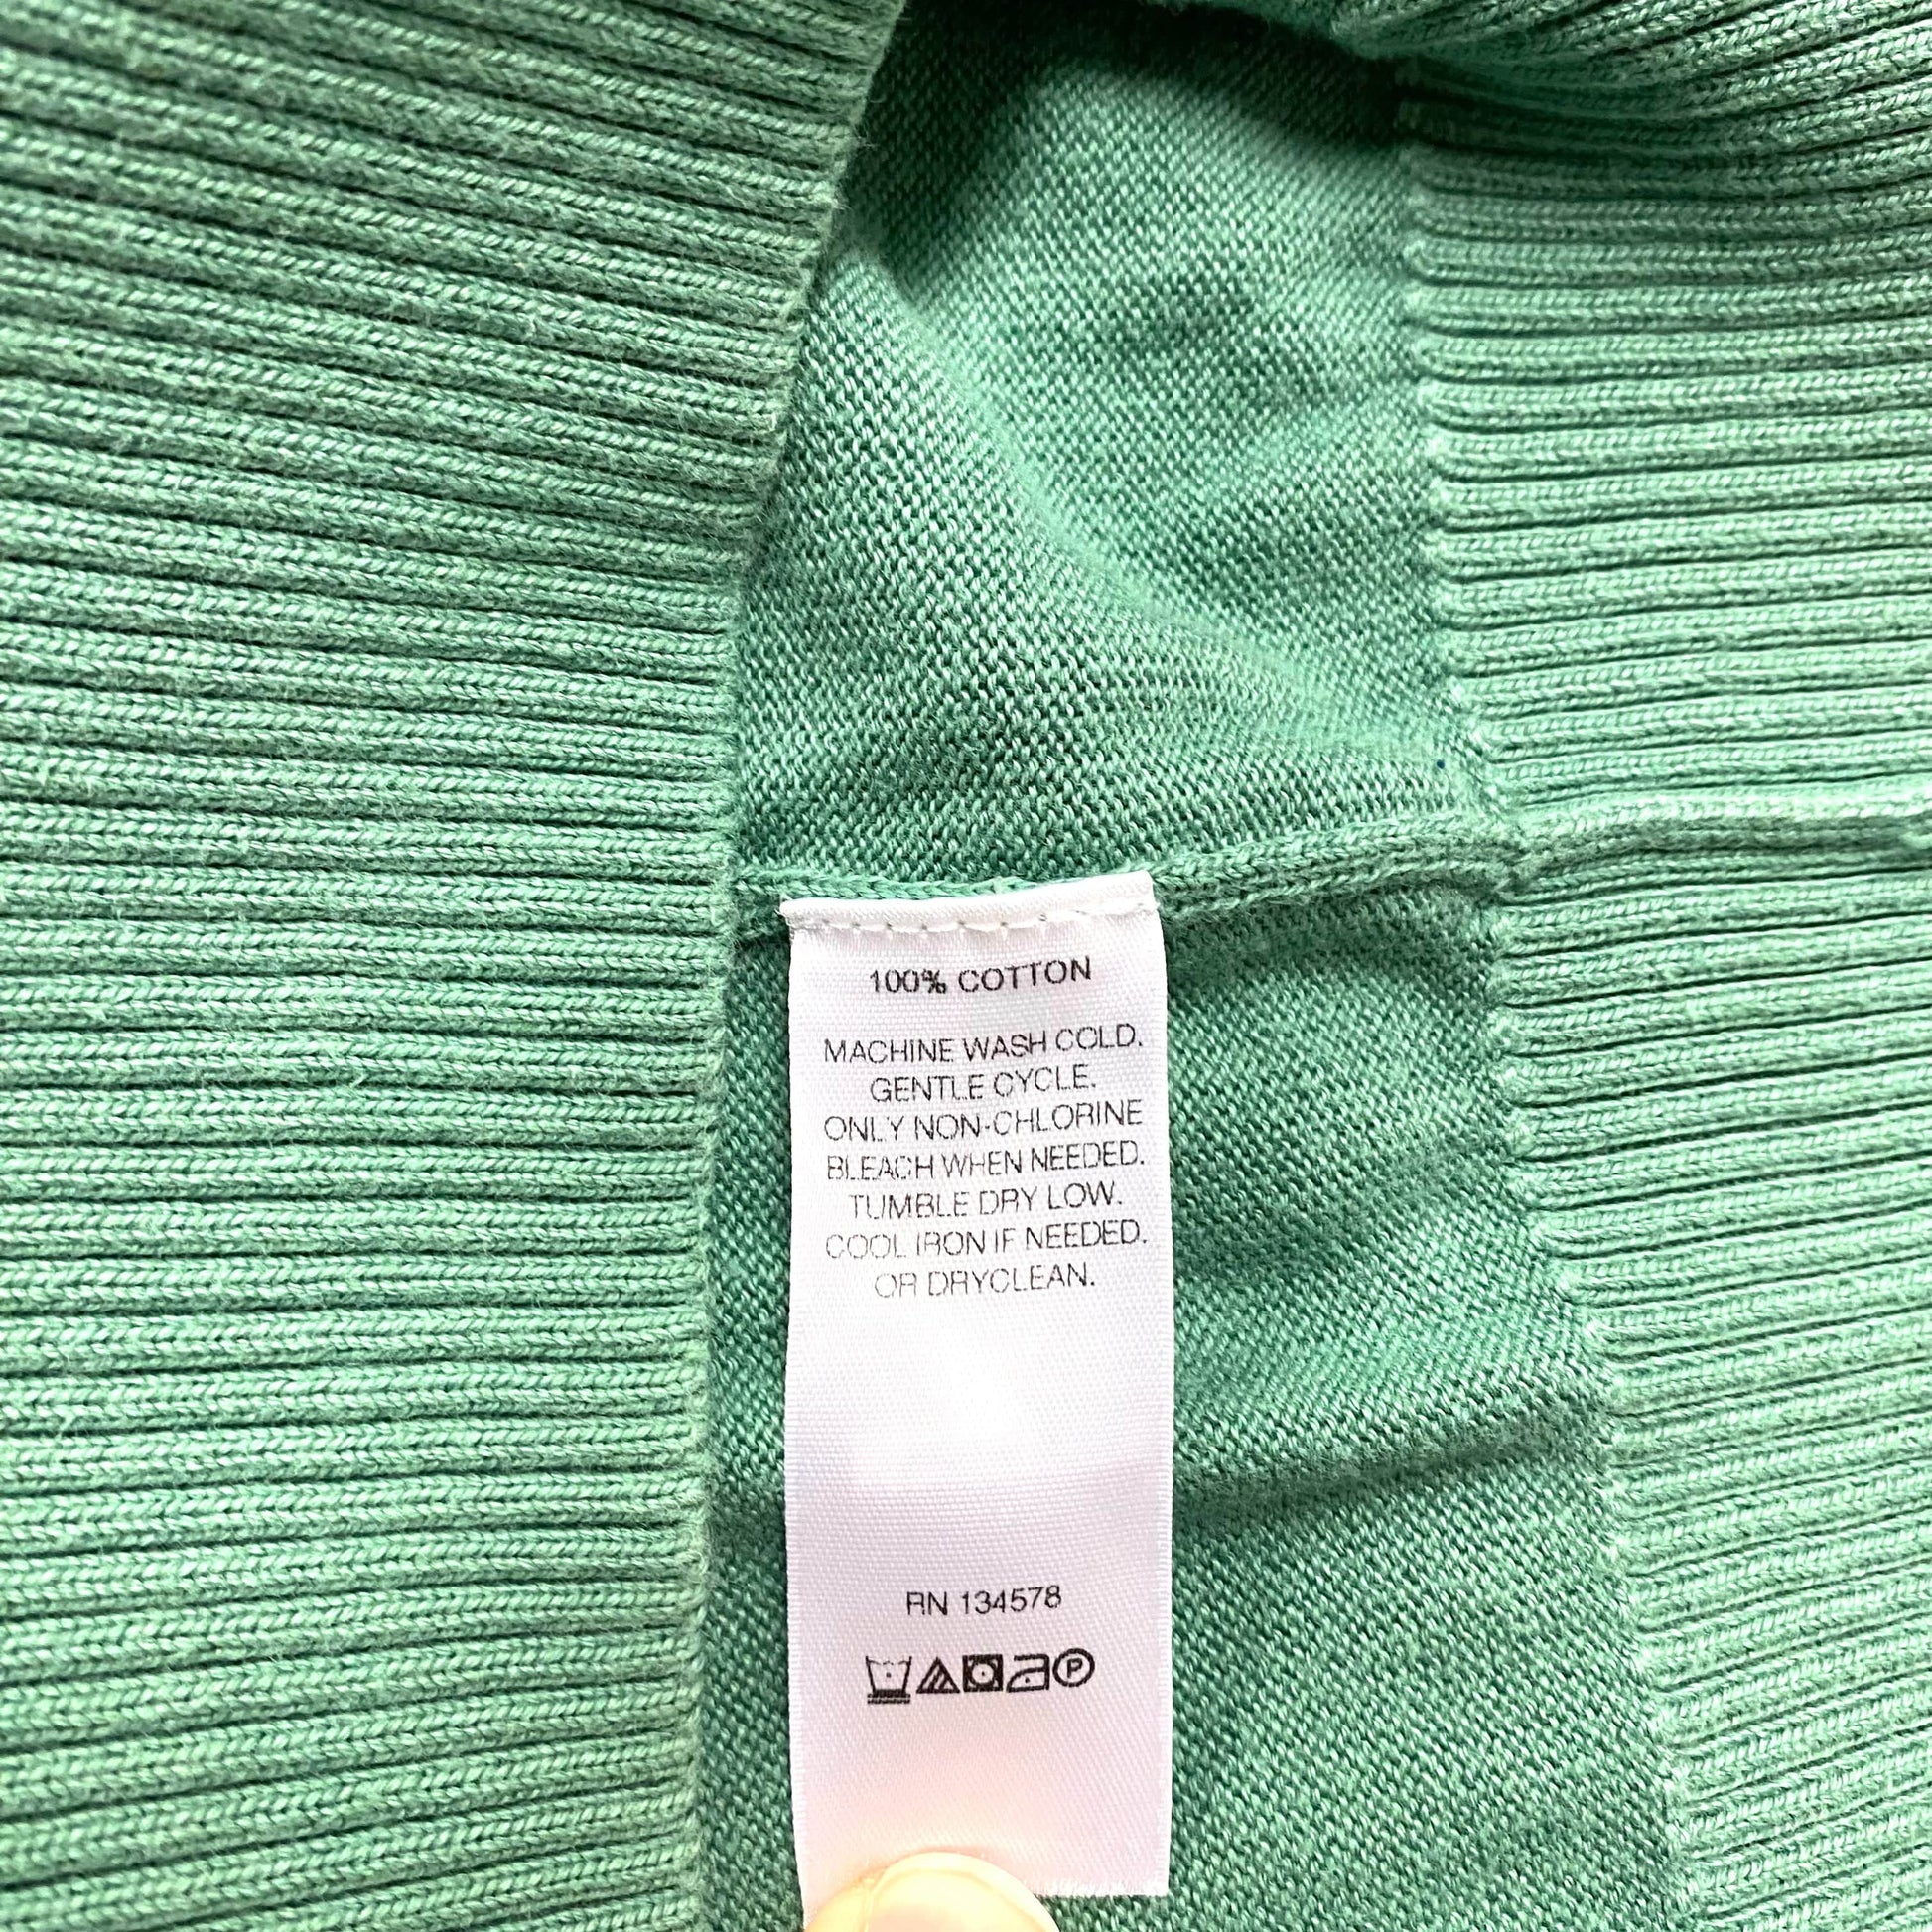 100% COTTON
MACHINE WASH COLD.
GENTLE CYCLE.
ONLY NON-CHLORINE
BLEACH WHEN NEEDED.
TUMBLE DRY LOW.
COOL IRON IF NEEDED.
OR DRYCLEAN.
RN 134578
P